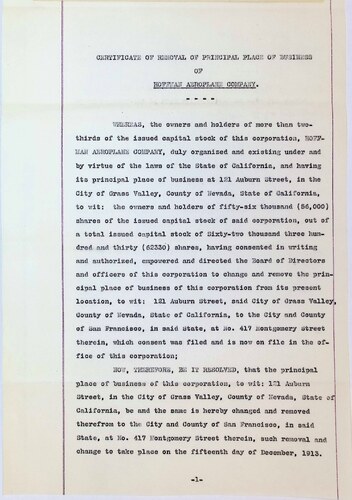 CERTIFICATE OF REMOVAL OF PRINCIPAL PLACE OF BUSINESS
OF
HOFFMAN AEROPLANE COMPANY.
- - - -
WHEREAS, the owners and holders of more than two-
thirds of the issued capital stock of this corporation, HOFF-
MAN AEROPLANE COMPANY, duly organized and existing under and
by virtue of the laws of the State of California, and having
its principal place of business at 121 Auburn Street, in the
City of Grass Valley, County of Nevada, State of California,
to wit: the owners and holders of fifty-six thousand (56,000)
shares of the issued capital stock of said corporation, out of
a total issued capital stock of Sixty-two thousand three hun-
dred and thirty (62330) shares, having consented in writing
and authorized, empowered and directed the Board of Directors
and officers of this corporation to change and remove the prin-
cipal place of business of this corporation from its present
location, to wit: 121 Auburn Street, said City of Grass Valley,
County of Nevada, State of California, to the City and County
of San Francisco, in said State, at No. 417 Montgomery Street
therein, which consent was filed and is now on file in the of-
fice of this corporation;
NOW, THEREFORE, BE IT RESOLVED, that the principal
place of business of this corporation, to wit: 121 Auburn
Street, in the City of Grass Valley, County of Nevada, State of
California, be and the same is hereby changed and removed
therefrom to the City and County of San Francisco, in said
State, at No. 417 Montgomery Street therein, such removal and
change to take place on the fifteenth day of December, 1913.
-1-